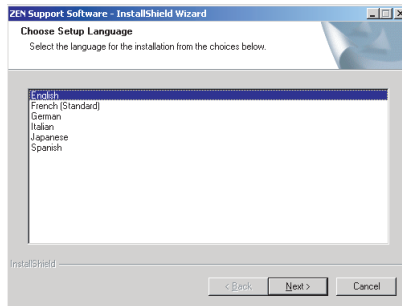 ZEN Support Software - InstallShield Wizard
Choose Setup Language
Select the language for the installation from the choices below.
English
French (Standard)
German
Italian
Japanese
Spanish
InstallShield
< Back
Next >
Cancel